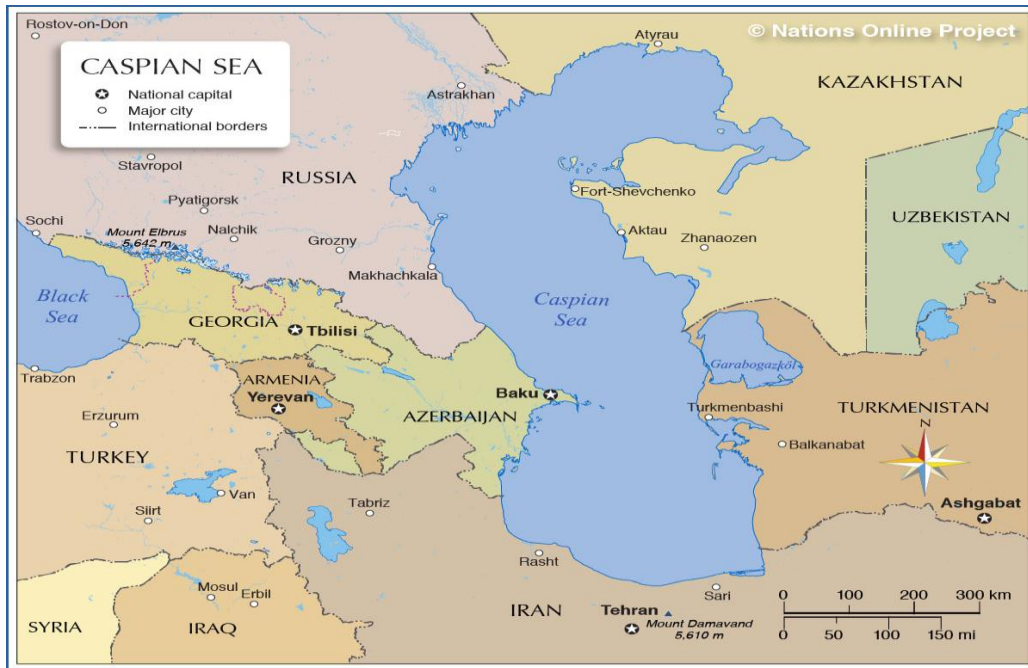 © Nations Online Project
Rostov-on-Don
CASPIAN SEA
National capital
Major city
International borders
Atyrau
KAZAKHSTAN
Astrakhan
Stavropol
RUSSIA
Fort-Shevchenko
Pyatigorsk
UZBEKISTAN
Sochi
Mount Elbrus
5,642 m
Nalchik
Grozny
Aktau
Zhanaozen
Makhachkala
Black
Sea
Caspian
Sea
GEORGIA
Tbilisi
Garabogazköl
Trabzon
ARMENIA
Yerevan
Baku
AZERBAIJAN
Turkmenbashi
TURKMENISTAN
N
Erzurum
Balkanabat
TURKEY
Van
Tabriz
Ashgabat
Siirt
Rasht
Mosul
Erbil
Sari
0 100 200 300 km
0 50 100 150 mi
IRAN
Tehran
Mount Damavand
5,610 m
SYRIA
IRAQ